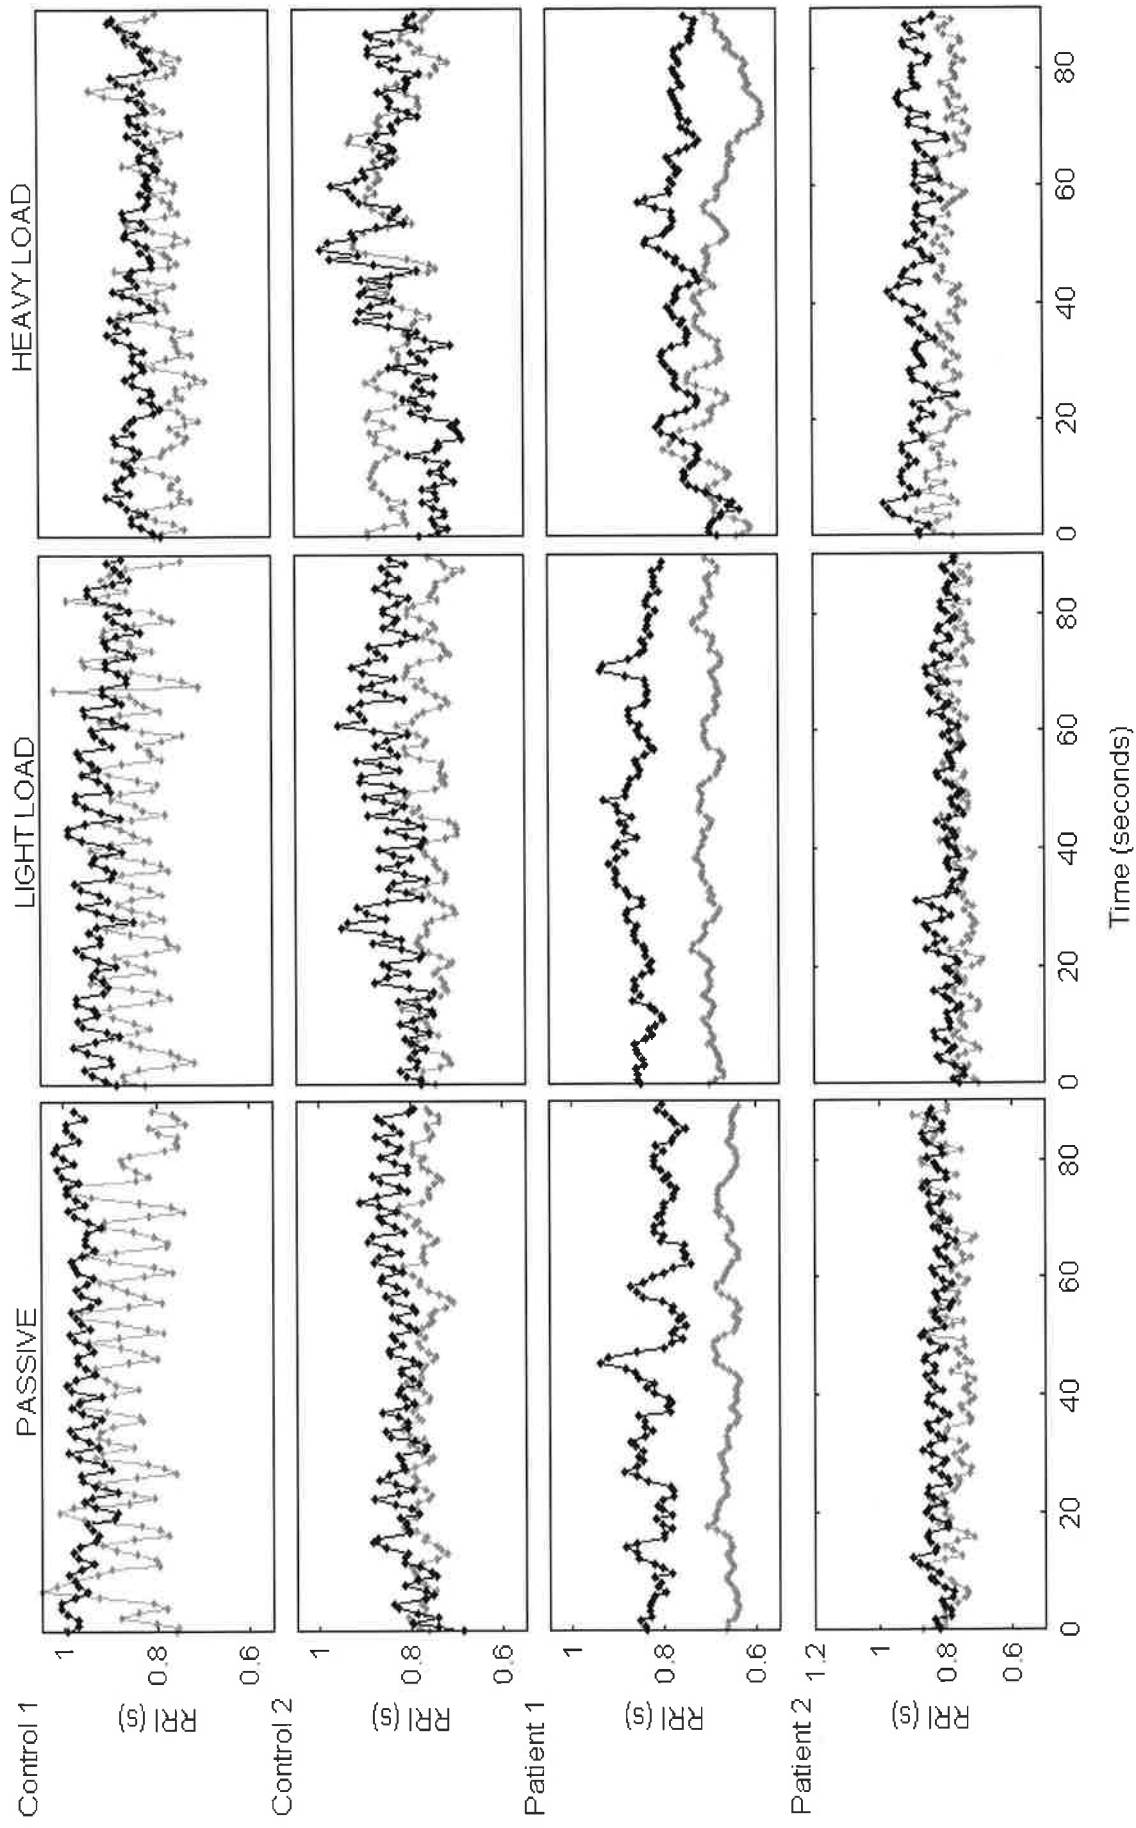 PASSIVE LIGHT LOAD HEAVY LOAD
Control 1
RRI (s)
1
0.8
0.6
Control 2
RRI (s)
1
0.8
0.6
Patient 1
RRI (s)
1
0.8
0.6
Patient 2
RRI (s)
1.2
1
0.8
0.6
0 20 40 60 80 0 20 40 60 80 0 20 40 60 80
Time (seconds)